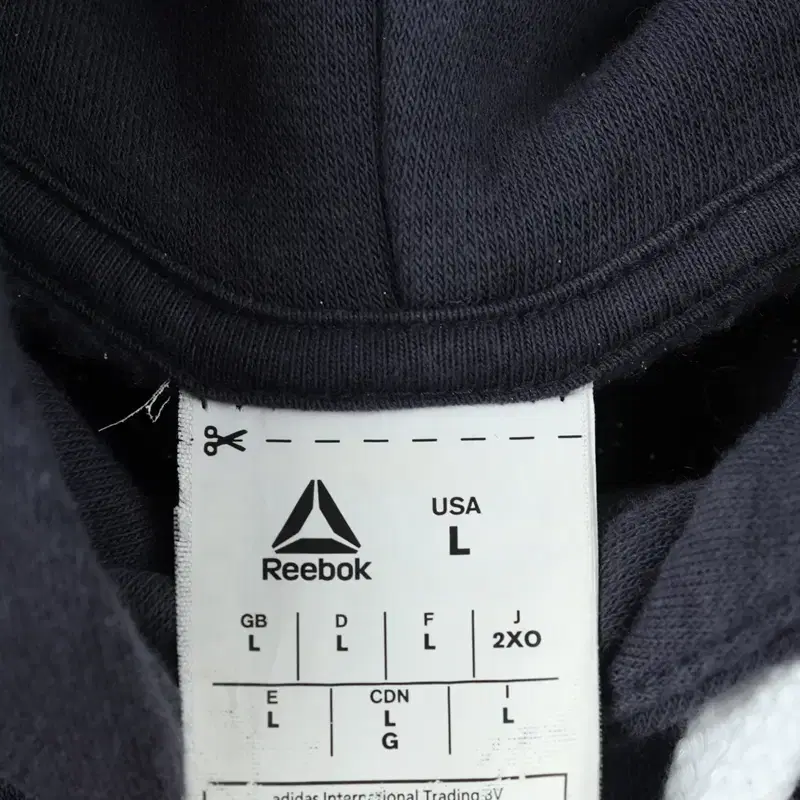 Reebok
USA
L
GB D F J
L L L 2XO
E CDN I
L L L
G
adidas International Trading BV